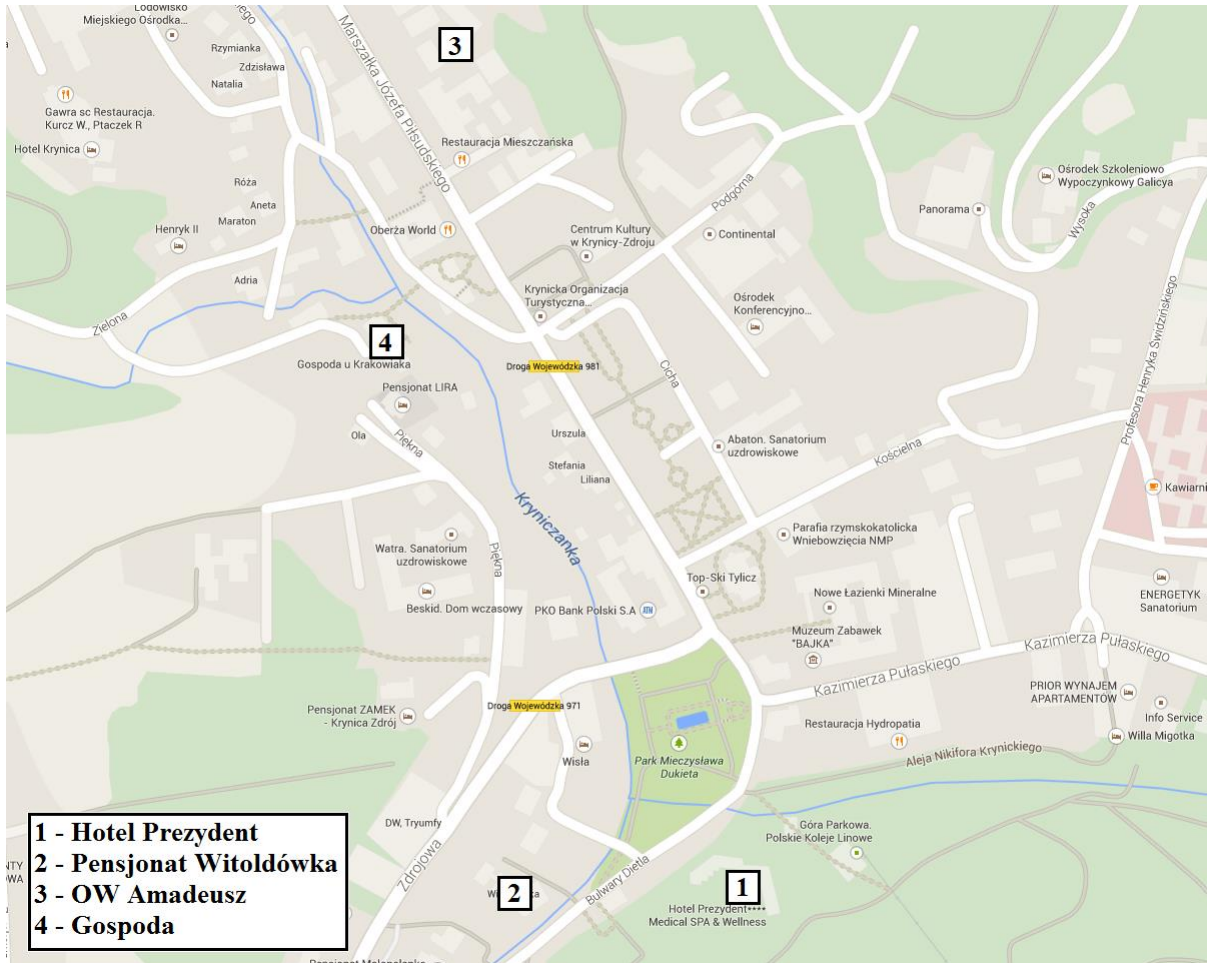 Lodowisko
Miejskiego Ośrodka...
Rzymianka
Zdzisława
Natalia
3
Marszałka Józefa Piłsudskiego
Gawra sc Restauracja.
Kurcz W., Ptaczek R
Hotel Krynica
Restauracja Mieszczańska
Róża
Aneta
Maraton
Henryk II
Oberża World
Adria
Centrum Kultury
w Krynicy-Zdroju
Podgórna
Continental
Panorama
Ośrodek Szkoleniowo
Wypoczynkowy Galicya
Wysoka
Profesora Henryka Świdzińskiego
Krynicka Organizacja
Turystyczna...
Ośrodek
Konferencyjno...
Zielona
4
Gospoda u Krakowiaka
Droga Wojewódzka 981
Cicha
Pensjonat LIRA
Ola
Piękna
Urszula
Stefania
Liliana
Abaton. Sanatorium
uzdrowiskowe
Kościelna
Kawiarni
Kryniczanka
Watra. Sanatorium
uzdrowiskowe
Piękna
Parafia rzymskokatolicka
Wniebowzięcia NMP
Beskid. Dom wczasowy
PKO Bank Polski S.A
ATM
Top-Ski Tylicz
Nowe Łazienki Mineralne
ENERGETYK
Sanatorium
Muzeum Zabawek
"BAJKA"
Kazimierza Pułaskiego
Kazimierza Pułaskiego
Pensjonat ZAMEK
- Krynica Zdrój
Droga Wojewódzka 971
PRIOR WYNAJEM
APARTAMENTÓW
Info Service
Restauracja Hydropatia
Willa Migotka
Wisła
Park Mieczysława
Dukieta
Aleja Nikifora Krynickiego
DW, Tryumfy
Góra Parkowa.
Polskie Koleje Linowe
Zdrojowa
2
Bulwary Dietla
1
Hotel Prezydent****
Medical SPA & Wellness
1 - Hotel Prezydent
2 - Pensjonat Witoldówka
3 - OW Amadeusz
4 - Gospoda